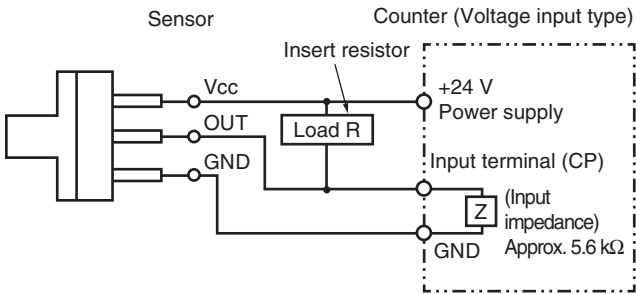 Sensor
Counter (Voltage input type)
Insert resistor
Vcc
+24 V
Power supply
OUT
Load R
GND
Input terminal (CP)
Z
(Input
impedance)
Approx. 5.6 kΩ
GND